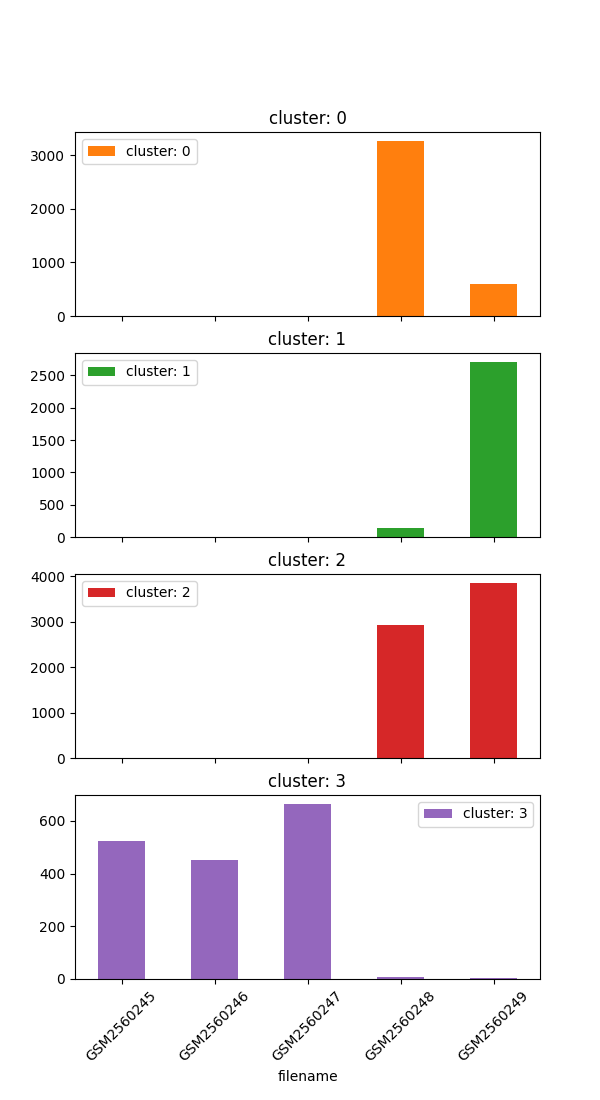 cluster: 0
cluster: 0
3000
2000
1000
0
cluster: 1
cluster: 1
2500
2000
1500
1000
500
0
cluster: 2
cluster: 2
4000
3000
2000
1000
0
cluster: 3
cluster: 3
600
400
200
0
GSM2560245
GSM2560246
GSM2560247
GSM2560248
GSM2560249
filename